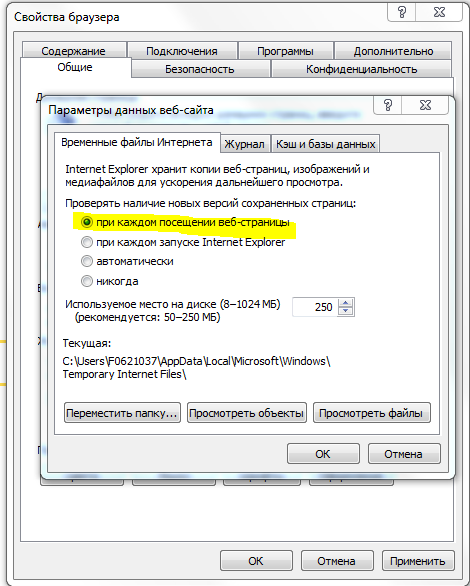 Свойства браузера
Содержание Подключения Программы Дополнительно
Общие Безопасность Конфиденциальность
Параметры данных веб-сайта
Временные файлы Интернета Журнал Кэш и базы данных
Internet Explorer хранит копии веб-страниц, изображений и
медиафайлов для ускорения дальнейшего просмотра.
Проверять наличие новых версий сохраненных страниц:
при каждом посещении веб-страницы
при каждом запуске Internet Explorer
автоматически
никогда
Используемое место на диске (8–1024 МБ) 250
(рекомендуется: 50–250 МБ)
Текущая:
C:\Users\F0621037\AppData\Local\Microsoft\Windows\
Temporary Internet Files\
Переместить папку... Просмотреть объекты Просмотреть файлы
ОК Отмена
ОК Отмена Применить